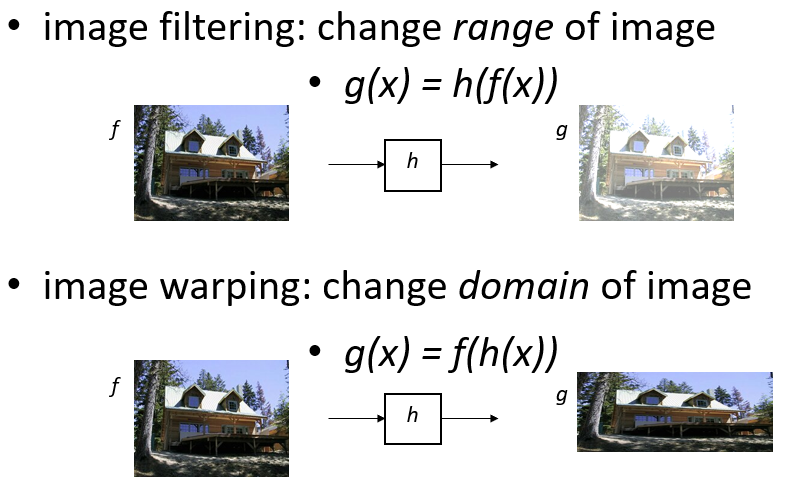 • image filtering: change range of image
• g(x) = h(f(x))
f
h
g
• image warping: change domain of image
• g(x) = f(h(x))
f
h
g